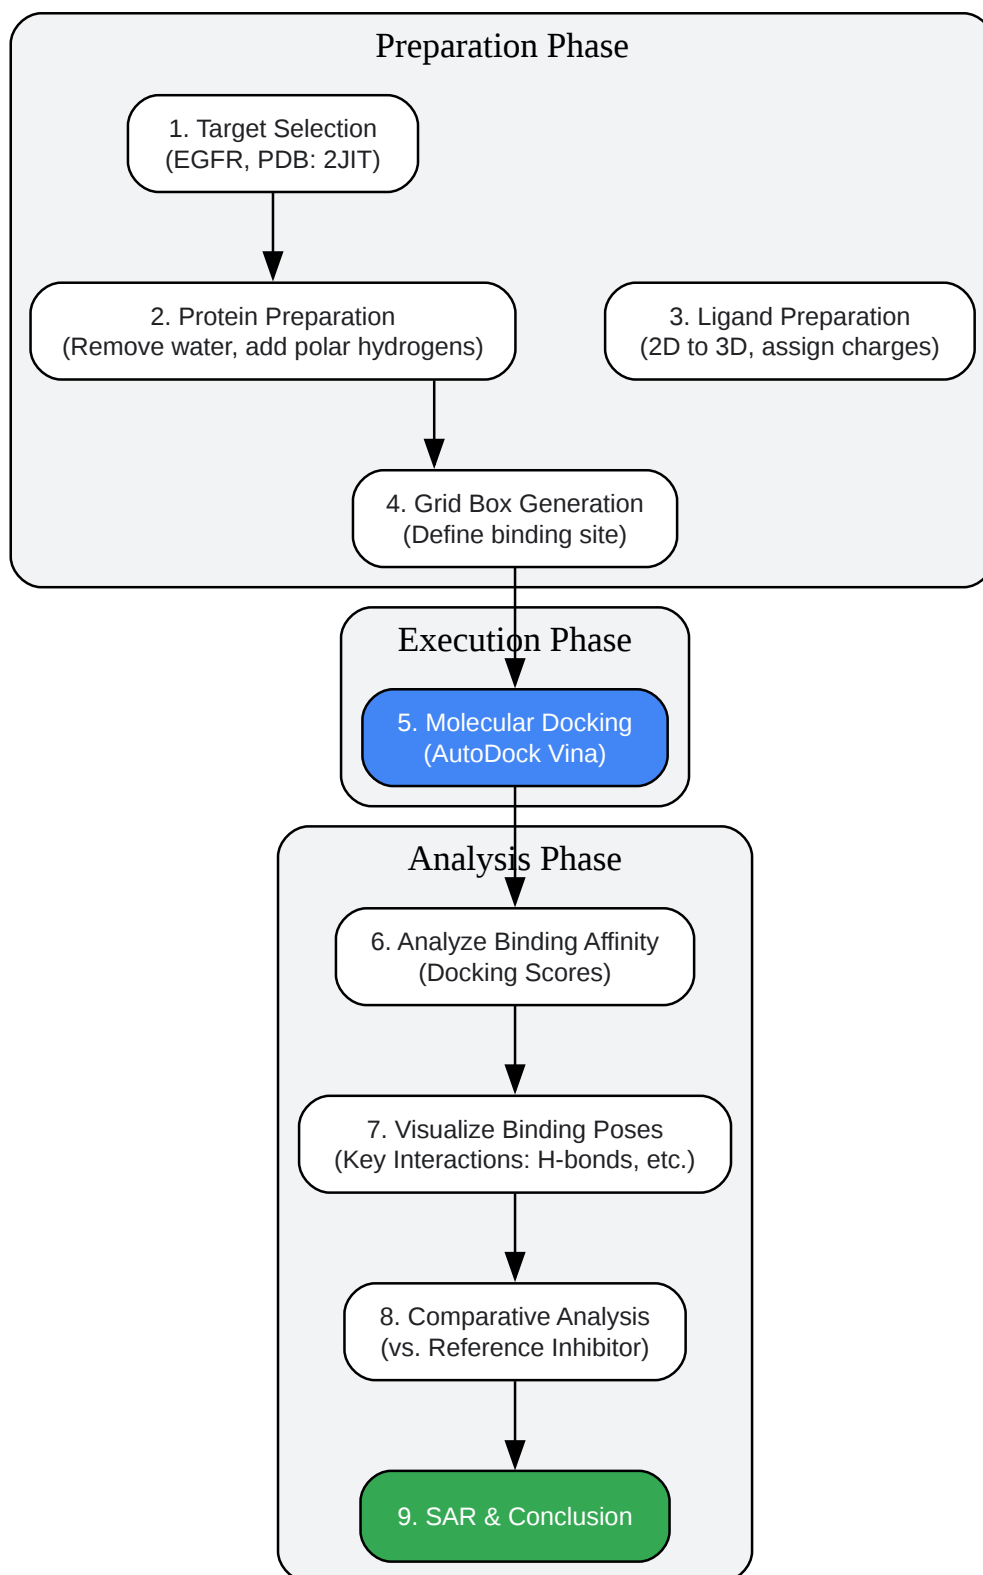 Preparation Phase
1. Target Selection
(EGFR, PDB: 2JIT)
2. Protein Preparation
(Remove water, add polar hydrogens)
3. Ligand Preparation
(2D to 3D, assign charges)
4. Grid Box Generation
(Define binding site)
Execution Phase
5. Molecular Docking
(AutoDock Vina)
Analysis Phase
6. Analyze Binding Affinity
(Docking Scores)
7. Visualize Binding Poses
(Key Interactions: H-bonds, etc.)
8. Comparative Analysis
(vs. Reference Inhibitor)
9. SAR & Conclusion